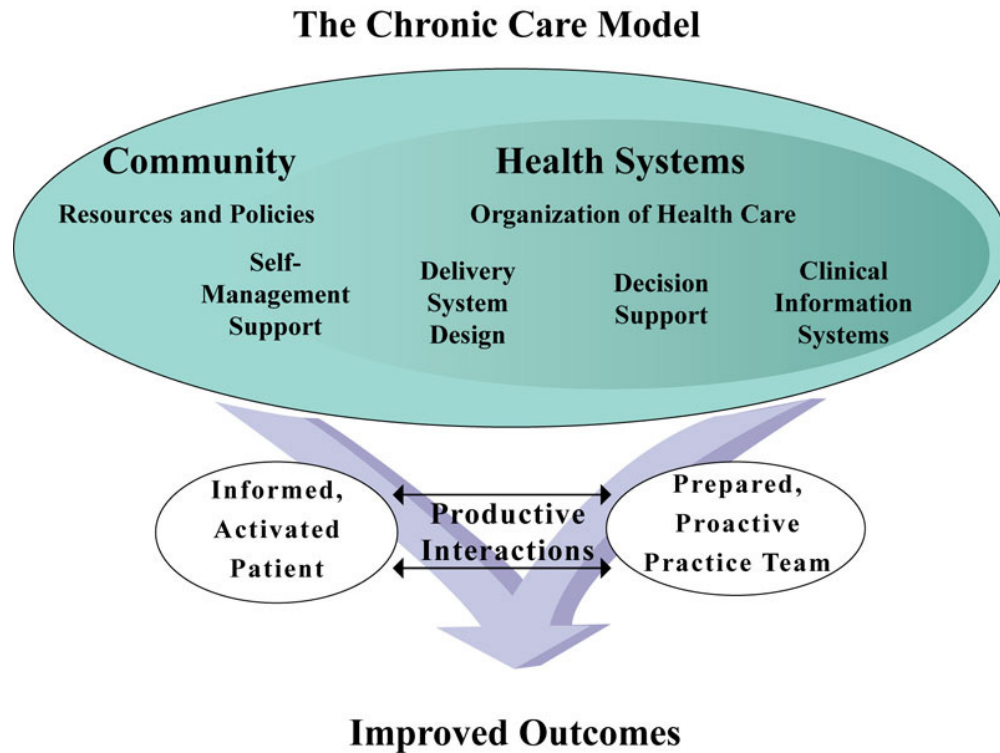 The Chronic Care Model
Community
Resources and Policies
Health Systems
Organization of Health Care
Self-
Management
Support
Delivery
System
Design
Decision
Support
Clinical
Information
Systems
Informed,
Activated
Patient
Productive
Interactions
Prepared,
Proactive
Practice Team
Improved Outcomes